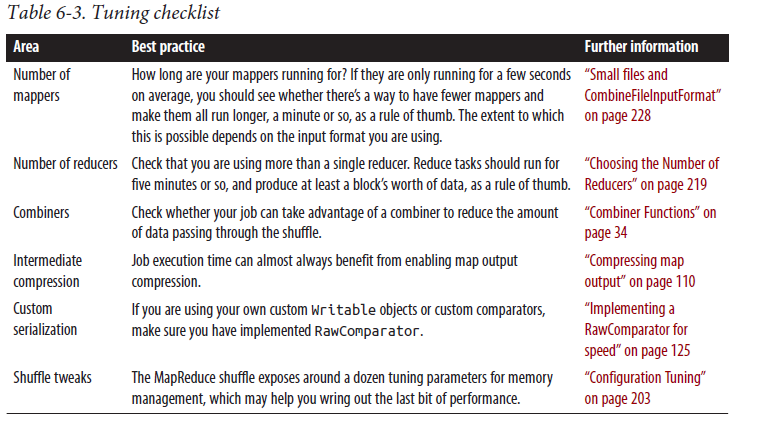 Table 6-3. Tuning checklist
Area Best practice Further information
Number of mappers How long are your mappers running for? If they are only running for a few seconds on average, you should see whether there's a way to have fewer mappers and make them all run longer, a minute or so, as a rule of thumb. The extent to which this is possible depends on the input format you are using. "Small files and CombineFileInputFormat" on page 228
Number of reducers Check that you are using more than a single reducer. Reduce tasks should run for five minutes or so, and produce at least a block's worth of data, as a rule of thumb. "Choosing the Number of Reducers" on page 219
Combiners Check whether your job can take advantage of a combiner to reduce the amount of data passing through the shuffle. "Combiner Functions" on page 34
Intermediate compression Job execution time can almost always benefit from enabling map output compression. "Compressing map output" on page 110
Custom serialization If you are using your own custom Writable objects or custom comparators, make sure you have implemented RawComparator. "Implementing a RawComparator for speed" on page 125
Shuffle tweaks The MapReduce shuffle exposes around a dozen tuning parameters for memory management, which may help you wring out the last bit of performance. "Configuration Tuning" on page 203